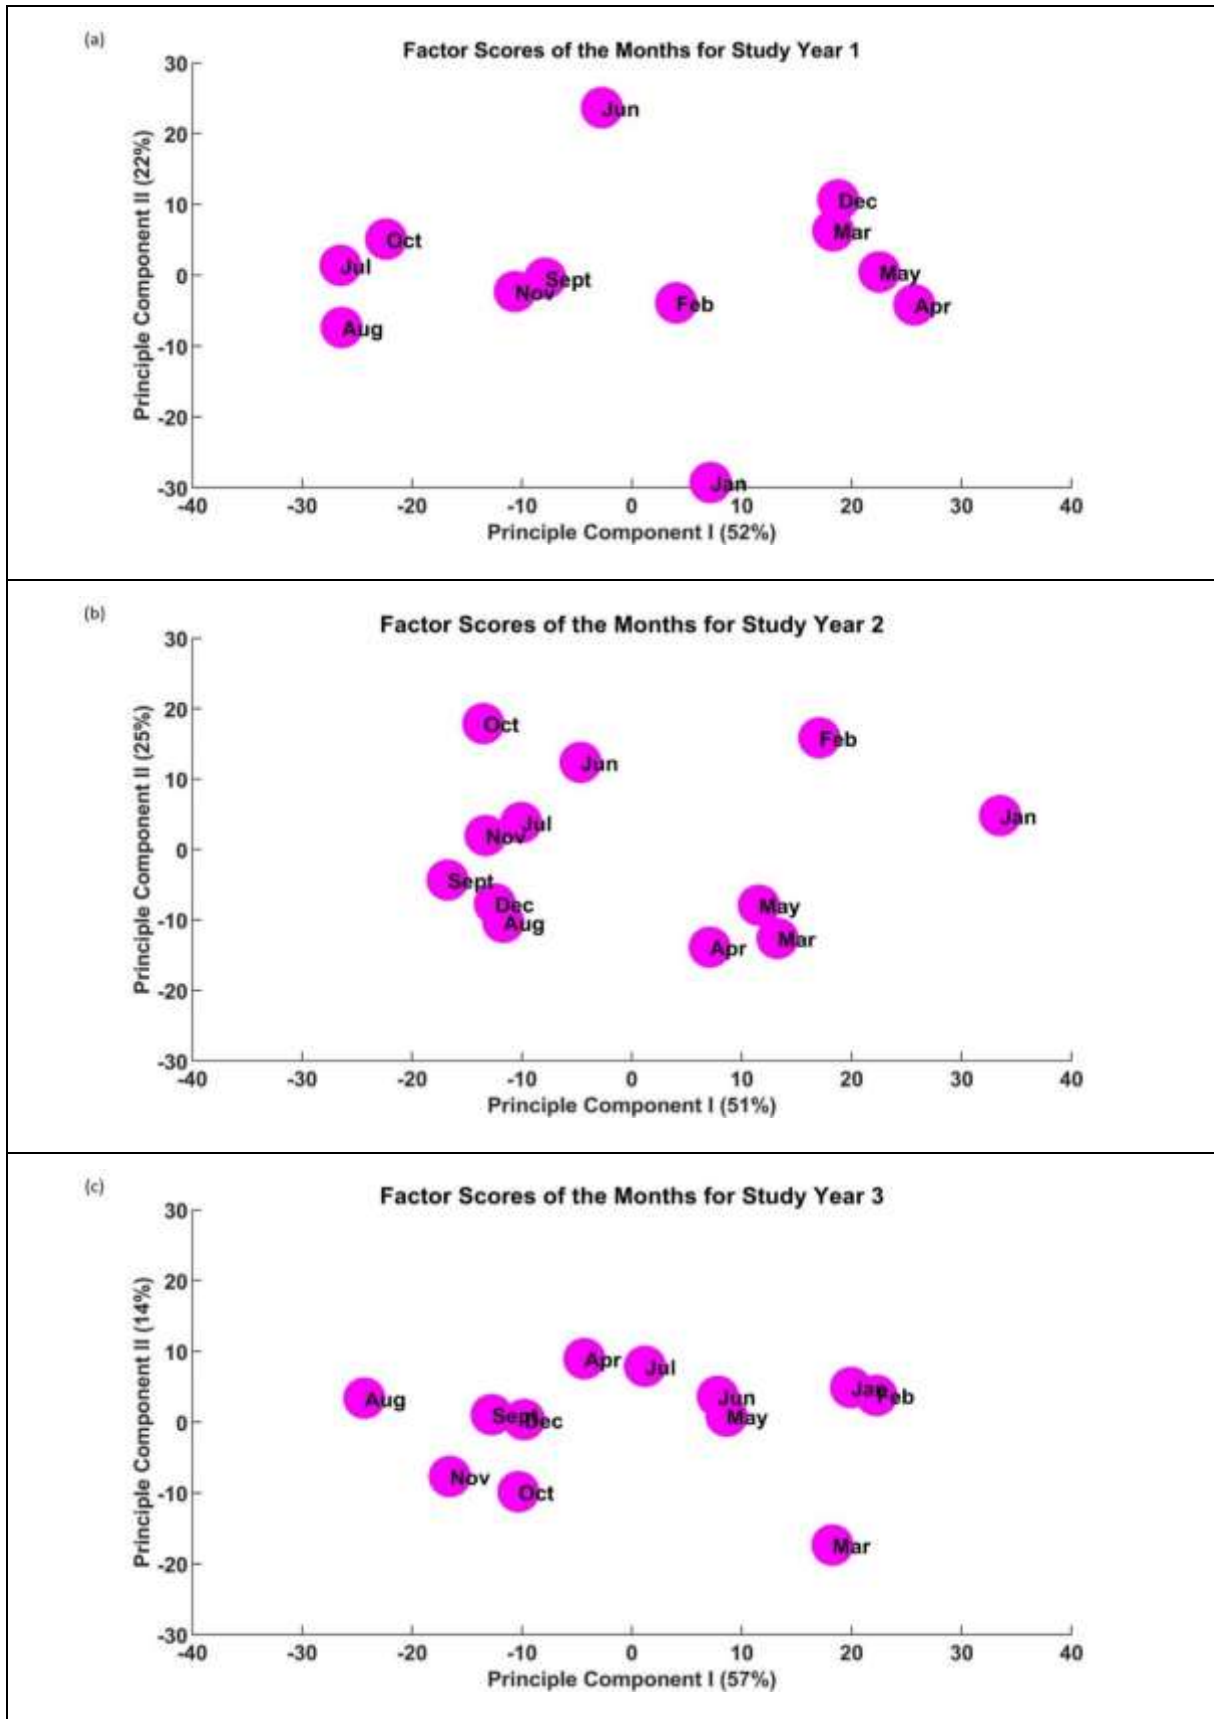 (a)
Factor Scores of the Months for Study Year 1
30
20
10
0
-10
-20
-30
Principle Component II (22%)
Jun
Dec
Mar
Oct
Jul
May
Sept
Nov
Feb
Apr
Aug
Jan
-40 -30 -20 -10 0 10 20 30 40
Principle Component I (52%)
(b)
Factor Scores of the Months for Study Year 2
30
20
10
0
-10
-20
-30
Principle Component II (25%)
Oct
Feb
Jun
Jan
Jul
Nov
Sept
Dec
May
Aug
Mar
Apr
-40 -30 -20 -10 0 10 20 30 40
Principle Component I (51%)
(c)
Factor Scores of the Months for Study Year 3
30
20
10
0
-10
-20
-30
Principle Component II (14%)
Apr
Jul
Aug
Jun
Jan
Feb
Sept
Dec
May
Nov
Oct
Mar
-40 -30 -20 -10 0 10 20 30 40
Principle Component I (57%)